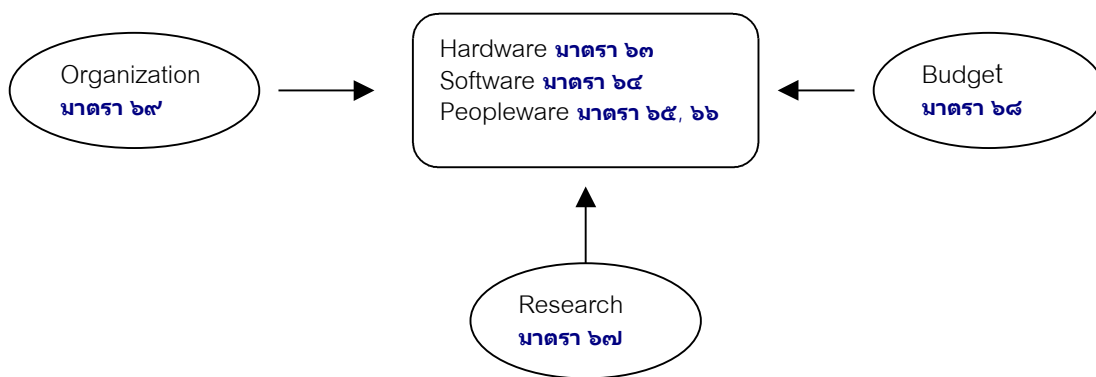 Organization
มาตรา ๖๙
Hardware มาตรา ๖๓
Software มาตรา ๖๔
Peopleware มาตรา ๖๕, ๖๖
Budget
มาตรา ๖๘
Research
มาตรา ๖๗